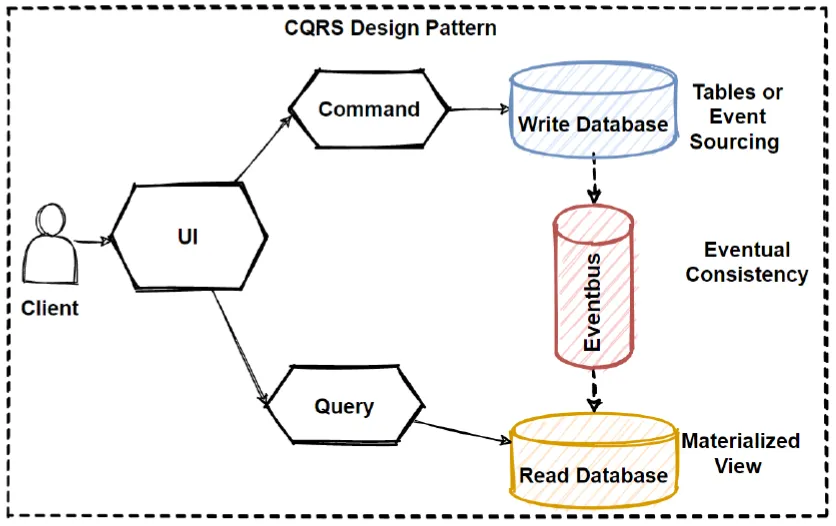 CQRS Design Pattern
Command
Write Database
Tables or
Event
Sourcing
UI
Client
Eventbus
Eventual
Consistency
Query
Read Database
Materialized
View